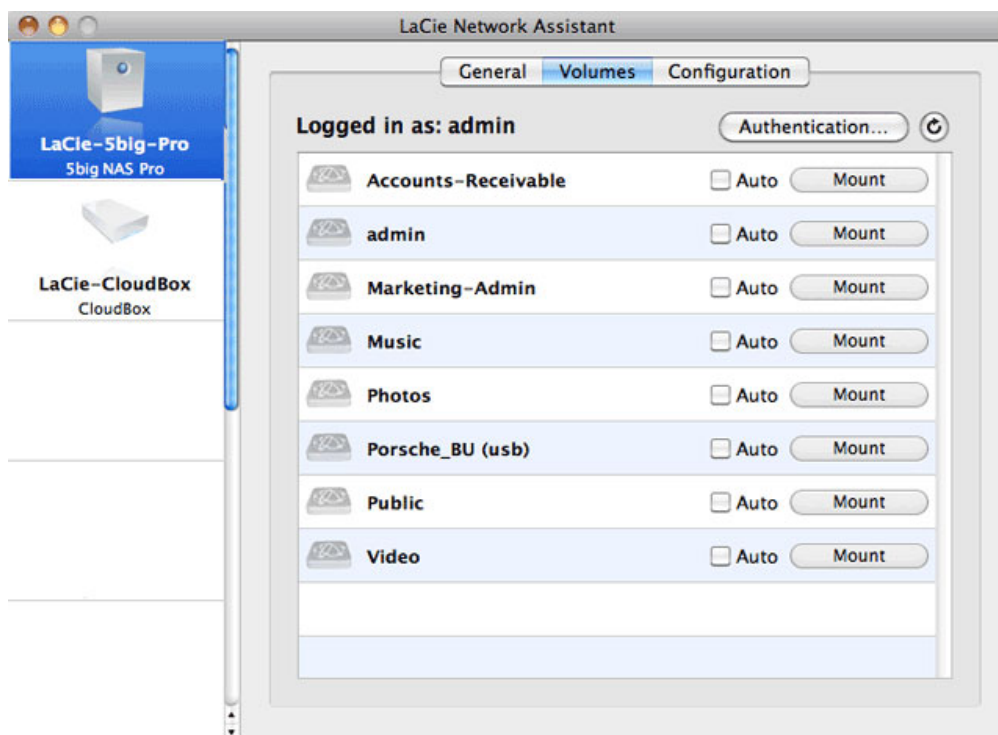 LaCie Network Assistant
LaCie-5big-Pro
5big NAS Pro
LaCie-CloudBox
CloudBox
General Volumes Configuration
Logged in as: admin Authentication...
Accounts-Receivable Auto Mount
admin Auto Mount
Marketing-Admin Auto Mount
Music Auto Mount
Photos Auto Mount
Porsche_BU (usb) Auto Mount
Public Auto Mount
Video Auto Mount